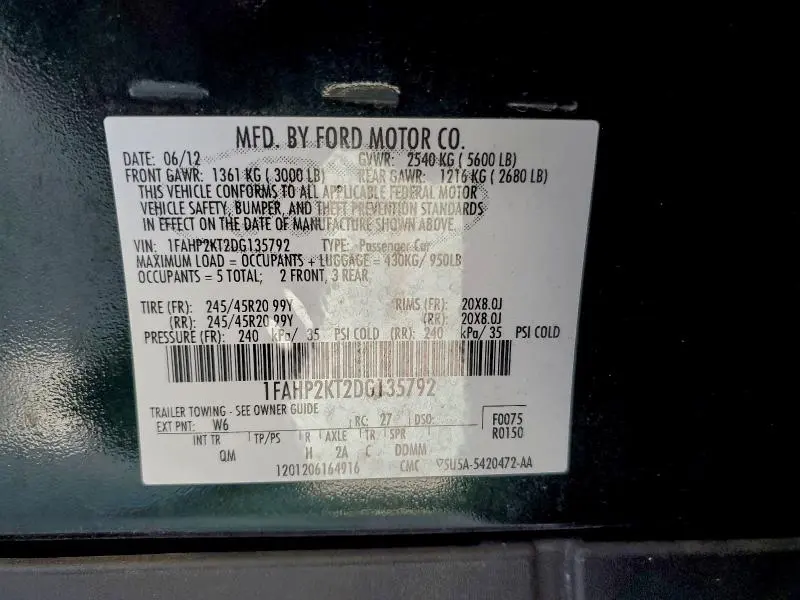 MFD. BY FORD MOTOR CO.
DATE: 06/12 GVWR: 2540 KG ( 5600 LB)
FRONT GAWR: 1361 KG ( 3000 LB) REAR GAWR: 1216 KG ( 2680 LB)
THIS VEHICLE CONFORMS TO ALL APPLICABLE FEDERAL MOTOR
VEHICLE SAFETY, BUMPER, AND THEFT PREVENTION STANDARDS
IN EFFECT ON THE DATE OF MANUFACTURE SHOWN ABOVE.
VIN: 1FAHP2KT2DG135792 TYPE: Passenger Car
MAXIMUM LOAD = OCCUPANTS + LUGGAGE = 430KG/ 950LB
OCCUPANTS = 5 TOTAL; 2 FRONT, 3 REAR
TIRE (FR): 245/45R20 99Y RIMS (FR): 20X8.0J
(RR): 245/45R20 99Y (RR): 20X8.0J
PRESSURE (FR): 240 kPa/ 35 PSI COLD (RR): 240 kPa/ 35 PSI COLD
1FAHP2KT2DG135792
TRAILER TOWING - SEE OWNER GUIDE
EXT PNT: W6 RC: 27 DSO: F0075
INT TR TP/PS R AXLE TR SPR R0150
QM H 2A C DDMM
1201206164916 CMC 5U5A-5420472-AA